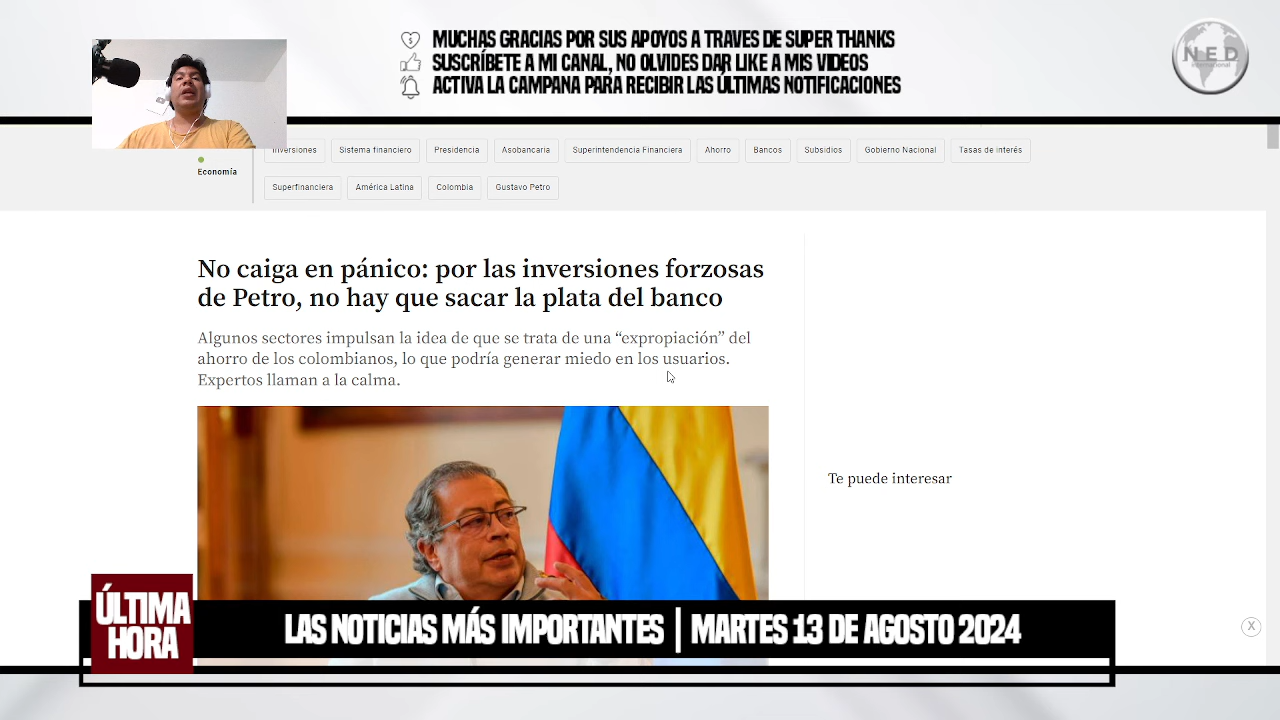 MUCHAS GRACIAS POR SUS APOYOS A TRAVES DE SUPER THANKS
SUSCRÍBETE A MI CANAL, NO OLVIDES DAR LIKE A MIS VIDEOS
ACTIVA LA CAMPANA PARA RECIBIR LAS ÚLTIMAS NOTIFICACIONES
N.E.D
international
Economía
Inversiones
Sistema financiero
Presidencia
Asobancaria
Superintendencia Financiera
Ahorro
Bancos
Subsidios
Gobierno Nacional
Tasas de interés
Superfinanciera
América Latina
Colombia
Gustavo Petro
No caiga en pánico: por las inversiones forzosas
de Petro, no hay que sacar la plata del banco
Algunos sectores impulsan la idea de que se trata de una “expropiación” del
ahorro de los colombianos, lo que podría generar miedo en los usuarios.
Expertos llaman a la calma.
Te puede interesar
X
ÚLTIMA
HORA
LAS NOTICIAS MÁS IMPORTANTES | MARTES 13 DE AGOSTO 2024